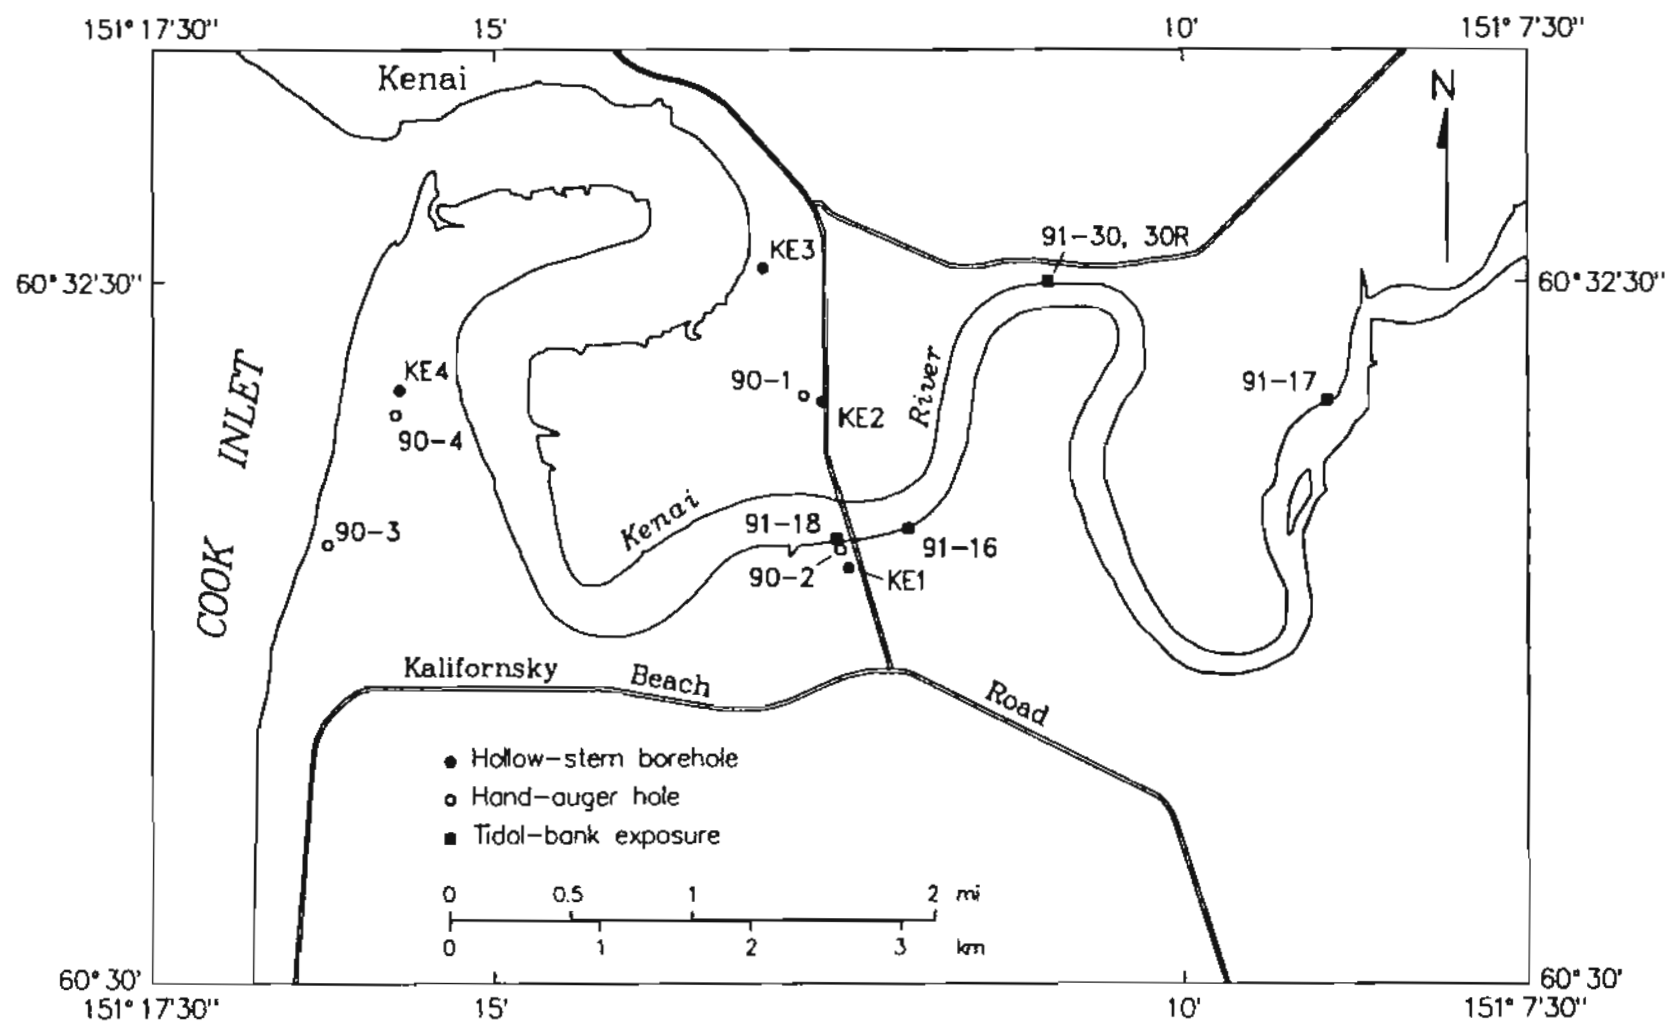 151° 17'30" 15' 10' 151° 7'30"
Kenai
N
91-30, 30R
KE3
60° 32'30" 60° 32'30"
KE4
90-1
91-17
KE2
90-4
River
COOK INLET
Kenai
90-3
91-18
91-16
90-2
KE1
Kalifornsky Beach Road
Hollow-stem borehole
Hand-auger hole
Tidal-bank exposure
0 0.5 1 2 mi
0 1 2 3 km
60° 30' 60° 30'
151° 17'30" 15' 10' 151° 7'30"